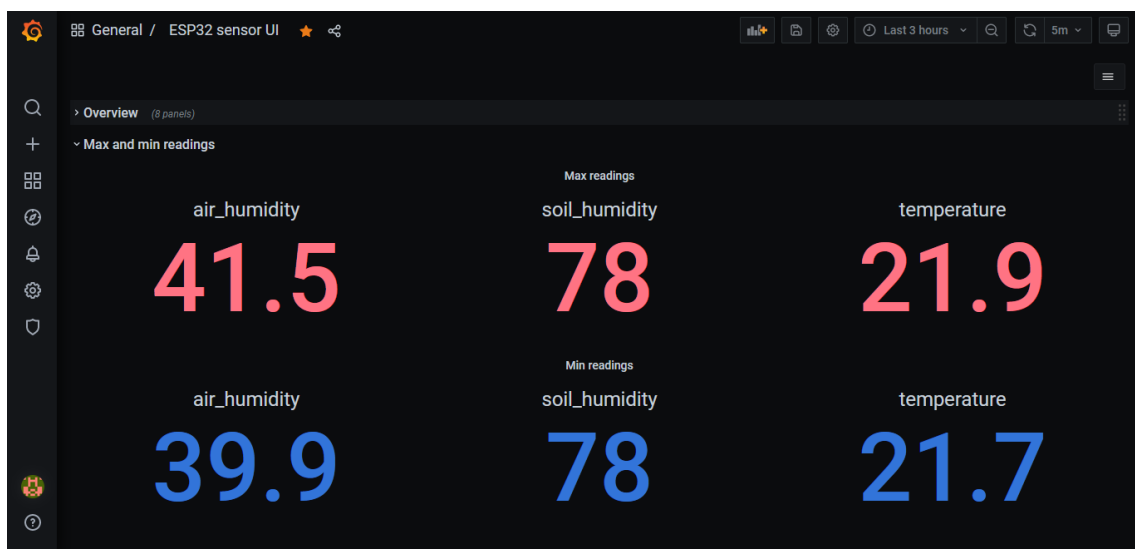 General / ESP32 sensor UI
Last 3 hours
5m
Overview (8 panels)
Max and min readings
Max readings
air_humidity soil_humidity temperature
41.5 78 21.9
Min readings
air_humidity soil_humidity temperature
39.9 78 21.7